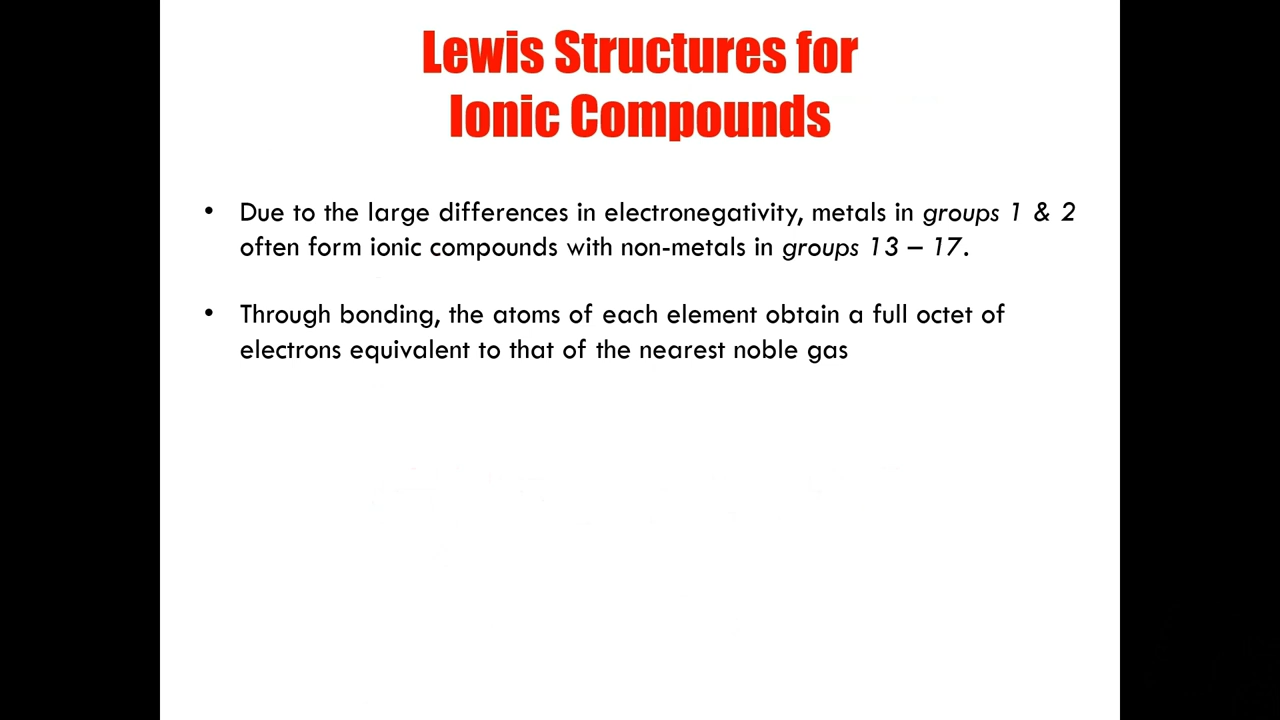 Lewis Structures for
Ionic Compounds
• Due to the large differences in electronegativity, metals in groups 1 & 2
often form ionic compounds with non-metals in groups 13 – 17.
• Through bonding, the atoms of each element obtain a full octet of
electrons equivalent to that of the nearest noble gas